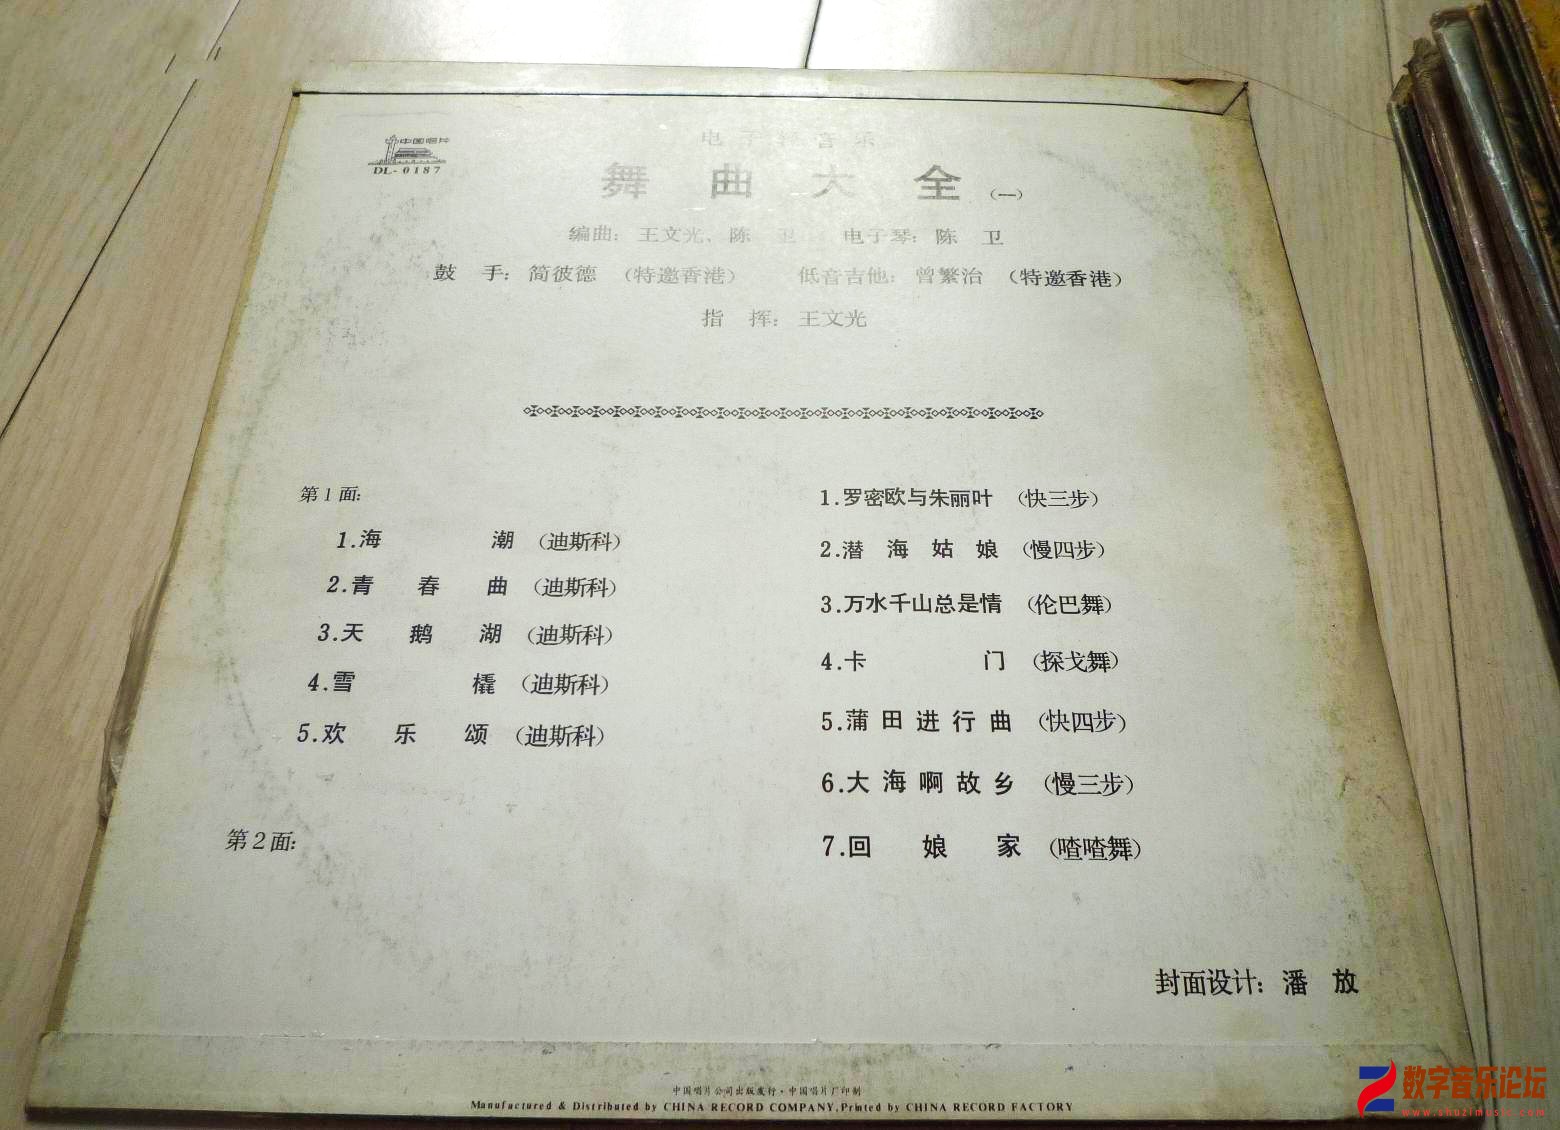 中国唱片
DL-0187
电子轻音乐
舞曲大全（一）
编曲：王文光、陈 卫 电子琴：陈 卫
鼓 手：简彼德（特邀香港） 低音吉他：曾繁治（特邀香港）
指 挥：王文光
第1面：
1.海 潮（迪斯科）
2.青 春 曲（迪斯科）
3.天 鹅 湖（迪斯科）
4.雪 橇（迪斯科）
5.欢 乐 颂（迪斯科）
第2面：
1.罗密欧与朱丽叶（快三步）
2.潜 海 姑 娘（慢四步）
3.万水千山总是情（伦巴舞）
4.卡 门（探戈舞）
5.蒲 田 进 行 曲（快四步）
6.大 海 啊 故 乡（慢三步）
7.回 娘 家（喳喳舞）
封面设计：潘 放
中国唱片公司出版发行·中国唱片厂印制
Manufactured & Distributed by CHINA RECORD COMPANY,Printed by CHINA RECORD FACTORY
数字音乐论坛
www.shuzimusic.com